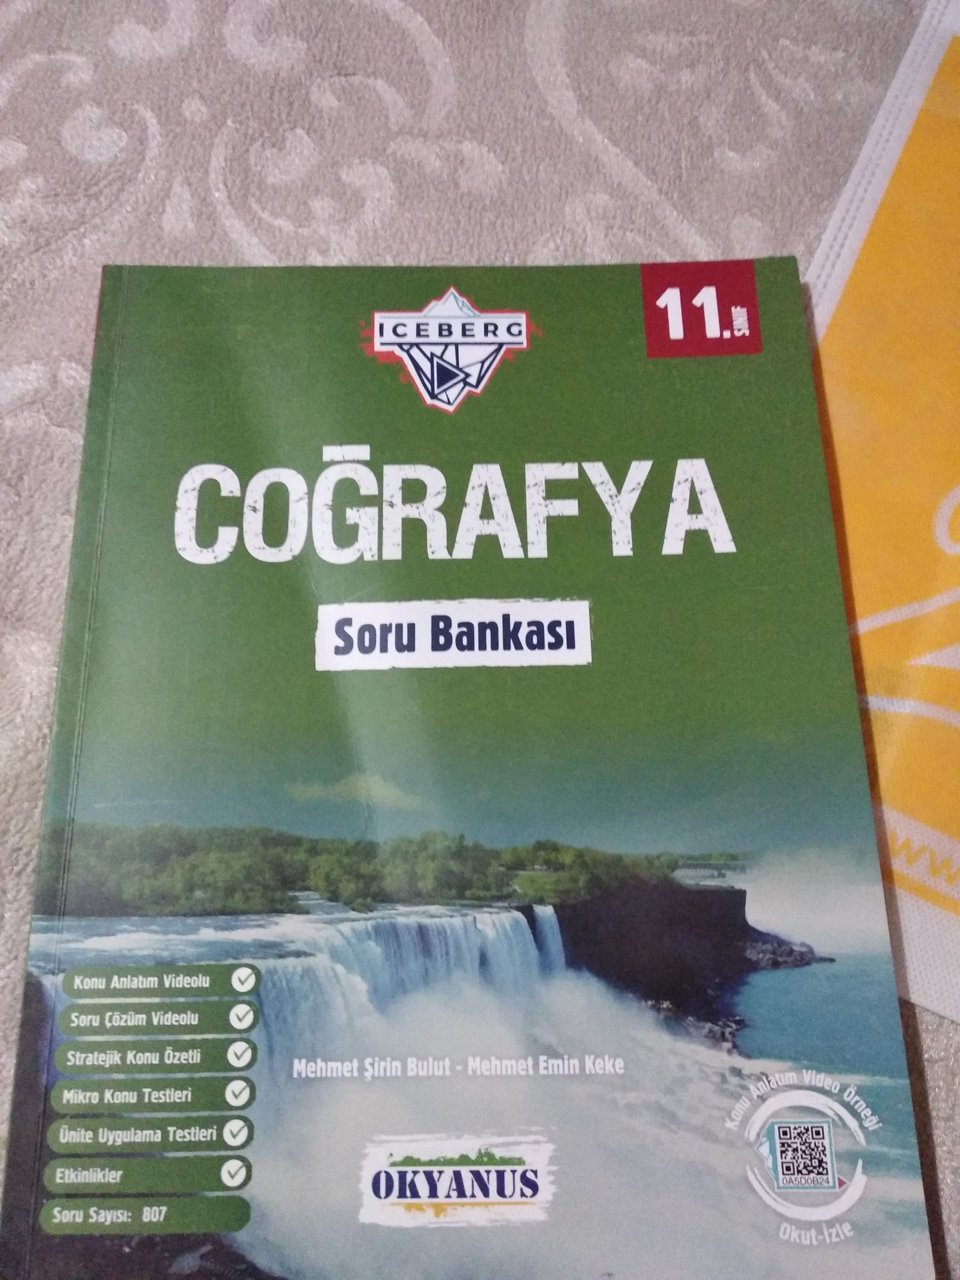 ICEBERG
11. SINIF
COĞRAFYA
Soru Bankası
Konu Anlatım Videolu
Soru Çözüm Videolu
Stratejik Konu Özetli
Mikro Konu Testleri
Ünite Uygulama Testleri
Etkinlikler
Soru Sayısı: 807
Mehmet Şirin Bulut - Mehmet Emin Keke
OKYANUS
Konu Anlatım Video Örneği
0A5D0B24
Okut-İzle
www.